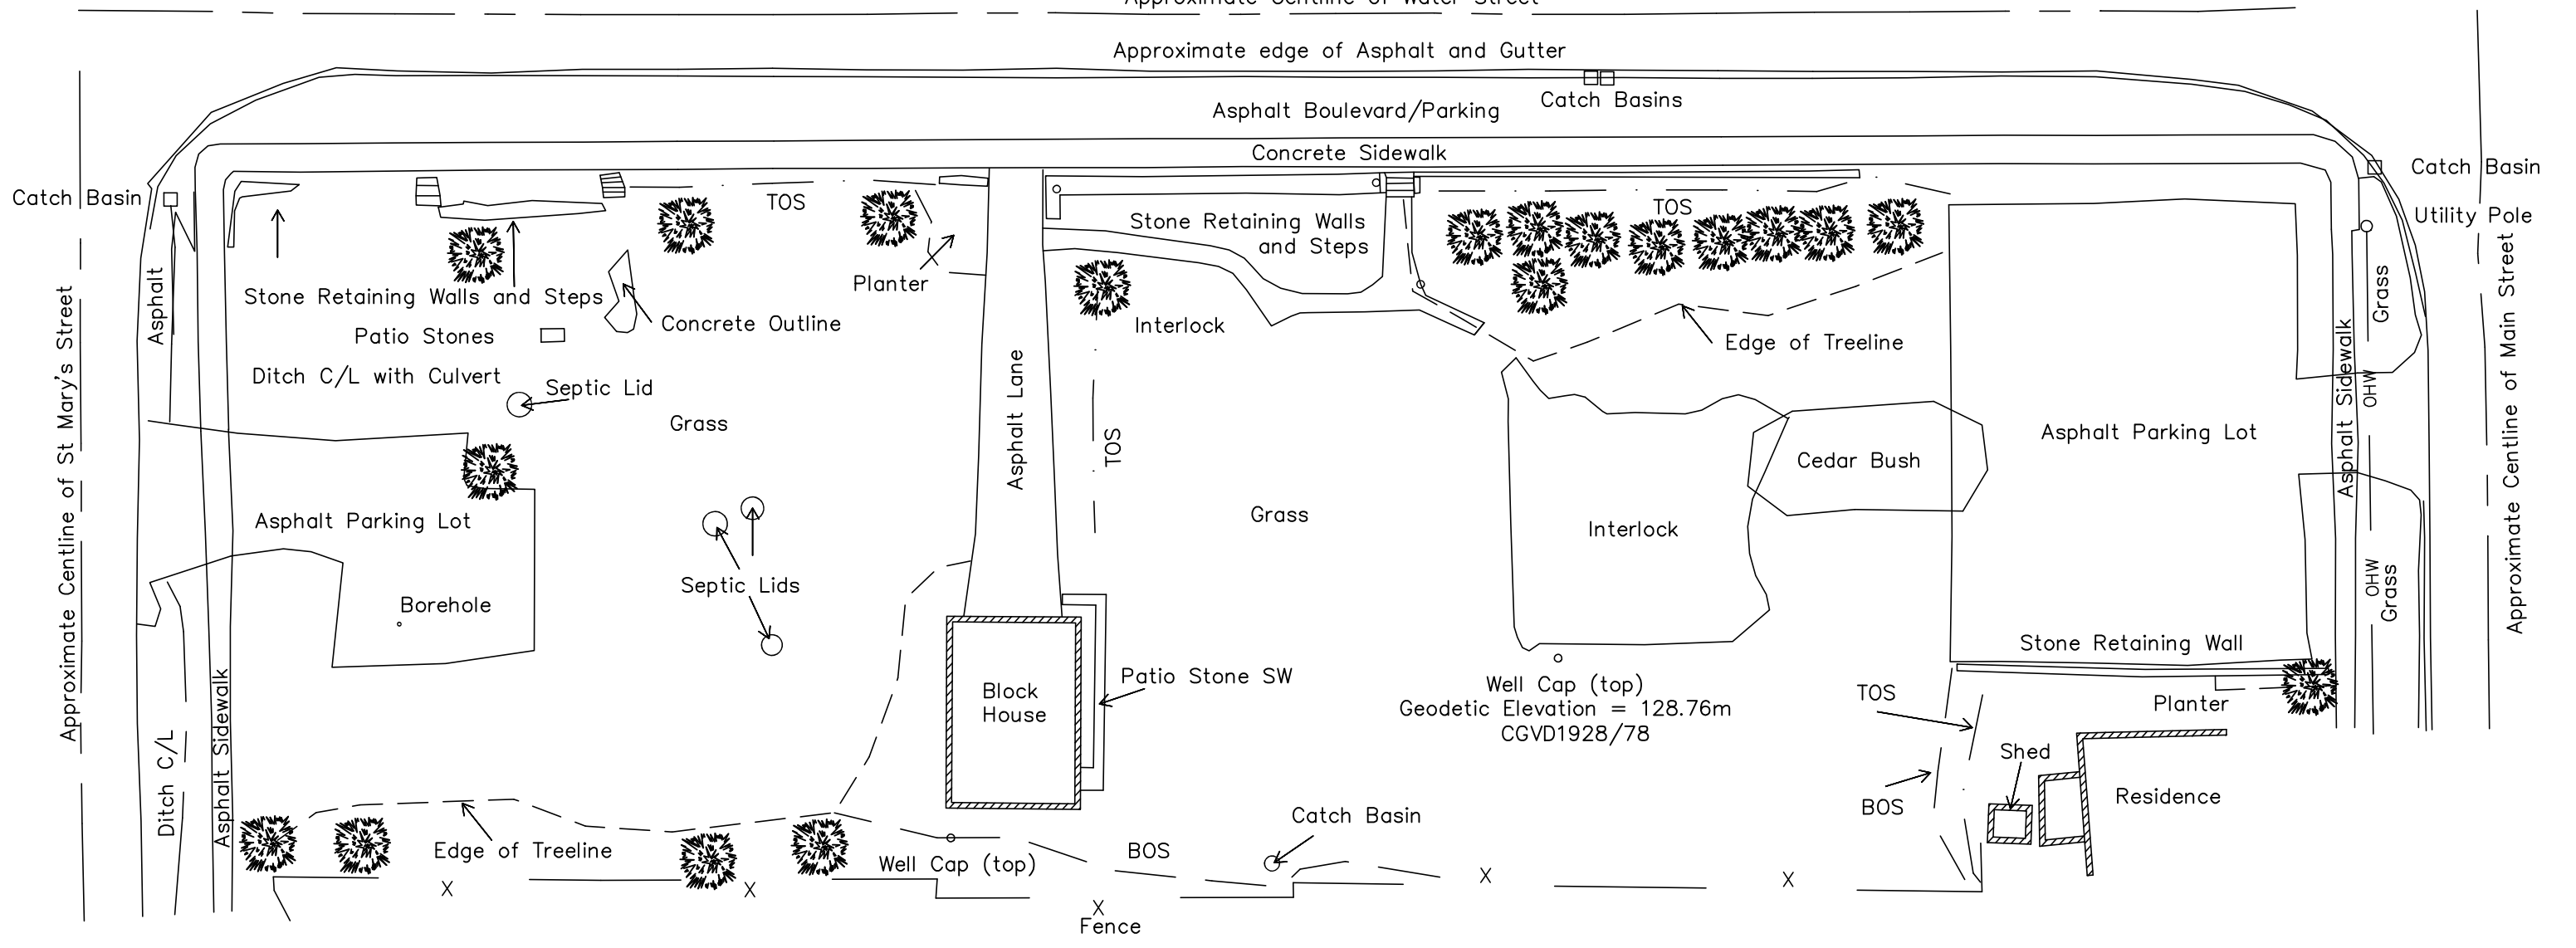 Approximate Centline of Water Street
Approximate edge of Asphalt and Gutter
Catch Basins
Asphalt Boulevard/Parking
Concrete Sidewalk
Catch Basin
Catch Basin
Utility Pole
TOS
Stone Retaining Walls
and Steps
TOS
Planter
Asphalt
Stone Retaining Walls and Steps
Concrete Outline
Interlock
Edge of Treeline
Grass
Patio Stones
Ditch C/L with Culvert
Septic Lid
Grass
Asphalt Lane
TOS
Asphalt Parking Lot
Cedar Bush
Asphalt Sidewalk
OHW
Approximate Centline of St Mary's Street
Approximate Centline of Main Street
Asphalt Parking Lot
Grass
Interlock
Septic Lids
Borehole
OHW
Grass
Stone Retaining Wall
Block
House
Patio Stone SW
Well Cap (top)
Geodetic Elevation = 128.76m
CGVD1928/78
TOS
Planter
Shed
Ditch C/L
Asphalt Sidewalk
BOS
Residence
Catch Basin
Edge of Treeline
Well Cap (top)
BOS
X
X
X
X
X
Fence